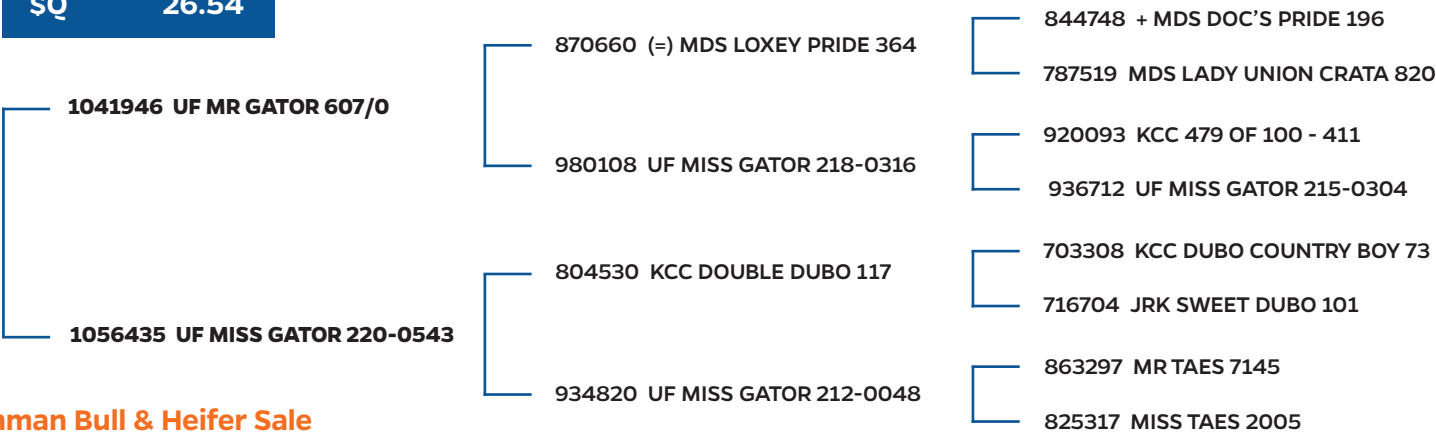 $Q 26.54
844748 + MDS DOC'S PRIDE 196
870660 (=) MDS LOXEY PRIDE 364
787519 MDS LADY UNION CRATA 820
1041946 UF MR GATOR 607/0
920093 KCC 479 OF 100 - 411
980108 UF MISS GATOR 218-0316
936712 UF MISS GATOR 215-0304
703308 KCC DUBO COUNTRY BOY 73
804530 KCC DOUBLE DUBO 117
716704 JRK SWEET DUBO 101
1056435 UF MISS GATOR 220-0543
863297 MR TAES 7145
934820 UF MISS GATOR 212-0048
825317 MISS TAES 2005
Bull & Heifer Sale